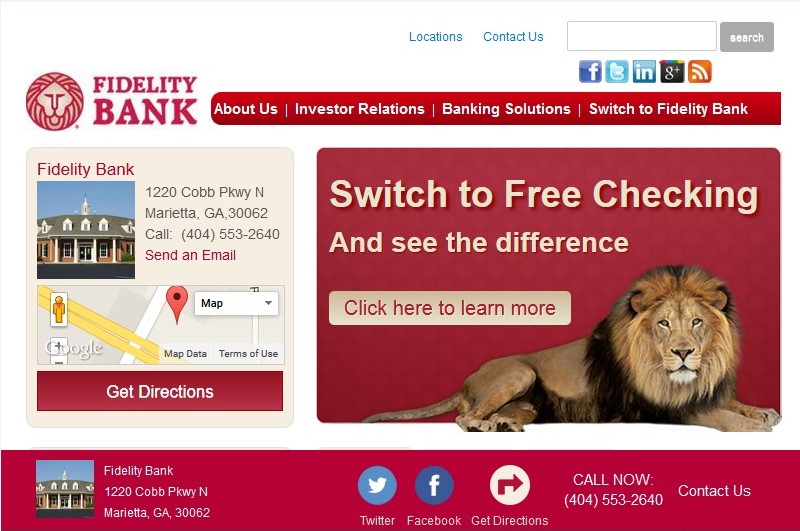 Locations Contact Us search
FIDELITY
BANK
About Us | Investor Relations | Banking Solutions | Switch to Fidelity Bank
Fidelity Bank
1220 Cobb Pkwy N
Marietta, GA,30062
Call: (404) 553-2640
Send an Email
Map
Google
Map Data Terms of Use
Get Directions
Switch to Free Checking
And see the difference
Click here to learn more
Fidelity Bank
1220 Cobb Pkwy N
Marietta, GA, 30062
Twitter Facebook Get Directions
CALL NOW:
(404) 553-2640
Contact Us